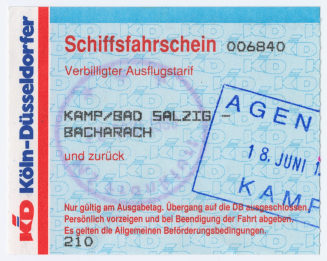 KD Köln-Düsseldorfer
Schiffsfahrschein 006840
Verbilligter Ausflugstarif
KAMP/BAD SALZIG -
BACHARACH
und zurück
AGEN
18. JUNI 1
KAMP
Nur gültig am Ausgabetag. Übergang auf die DB ausgeschlossen.
Persönlich vorzeigen und bei Beendigung der Fahrt abgeben.
Es gelten die Allgemeinen Beförderungsbedingungen.
210